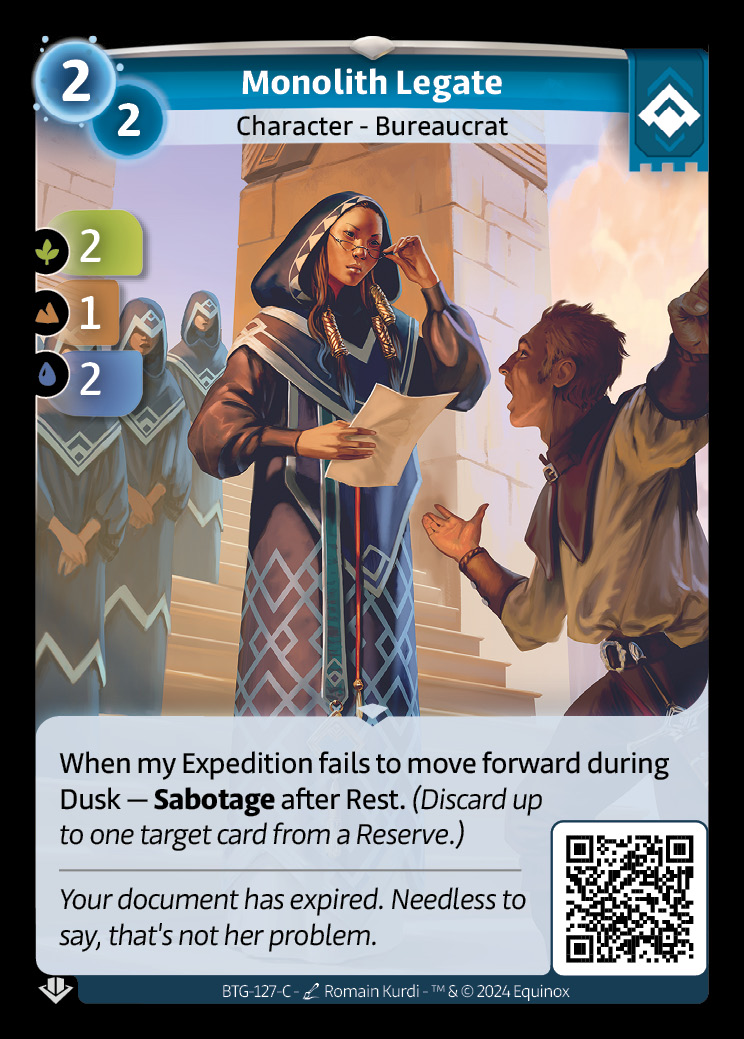 2
Monolith Legate
2
Character - Bureaucrat
2
1
2
When my Expedition fails to move forward during
Dusk — Sabotage after Rest. (Discard up
to one target card from a Reserve.)
Your document has expired. Needless to
say, that's not her problem.
BTG-127-C - Romain Kurdi - ™ & © 2024 Equinox